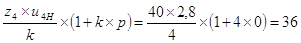 z₄ × u₄H / k × (1 + k × p) = 40 × 2,8 / 4 × (1 + 4 × 0) = 36